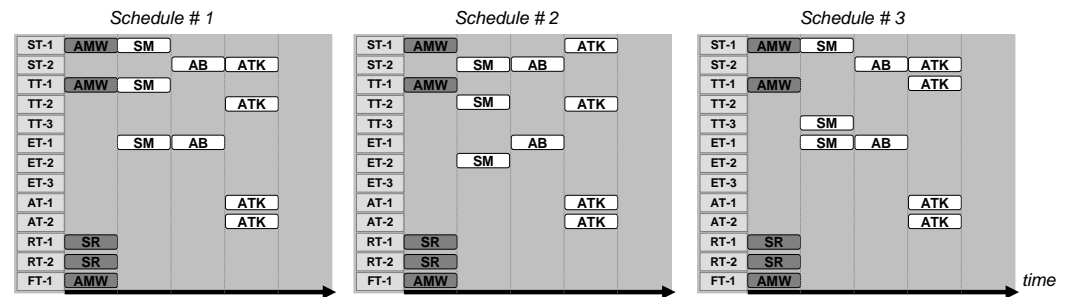 Schedule # 1 Schedule # 2 Schedule # 3
ST-1 AMW SM ST-1 AMW ATK ST-1 AMW SM
ST-2 AB ATK ST-2 SM AB ST-2 AB ATK
TT-1 AMW SM TT-1 AMW TT-1 AMW ATK
TT-2 ATK TT-2 SM ATK TT-2
TT-3 TT-3 TT-3 SM
ET-1 SM AB ET-1 AB ET-1 SM AB
ET-2 ET-2 SM ET-2
ET-3 ET-3 ET-3
AT-1 ATK AT-1 ATK AT-1 ATK
AT-2 ATK AT-2 ATK AT-2 ATK
RT-1 SR RT-1 SR RT-1 SR
RT-2 SR RT-2 SR RT-2 SR
FT-1 AMW FT-1 AMW FT-1 AMW time